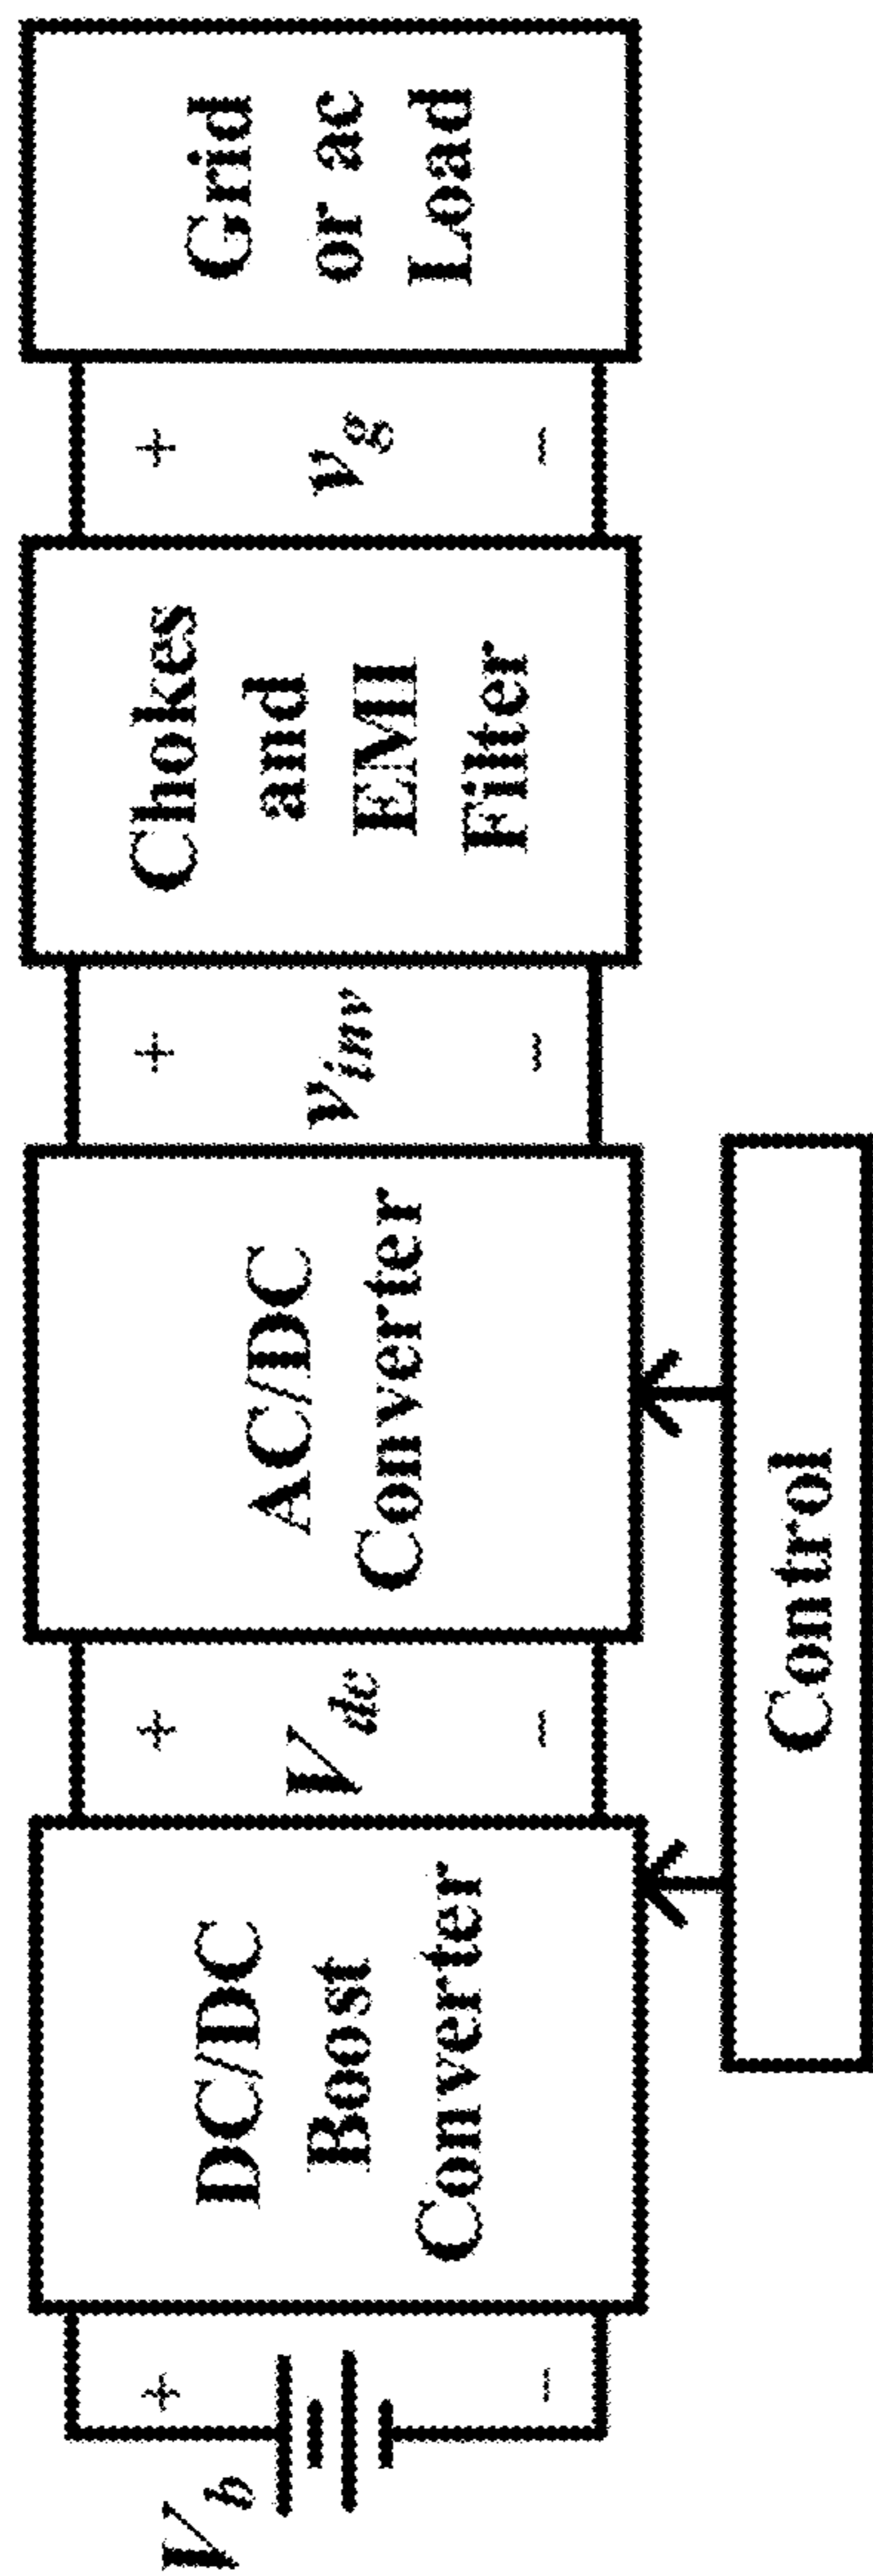 V_b
+
−
DC/DC
Boost
Converter
+
V_dc
−
AC/DC
Converter
+
v_inv
−
Chokes
and
EMI
Filter
+
v_g
−
Grid
or ac
Load
Control